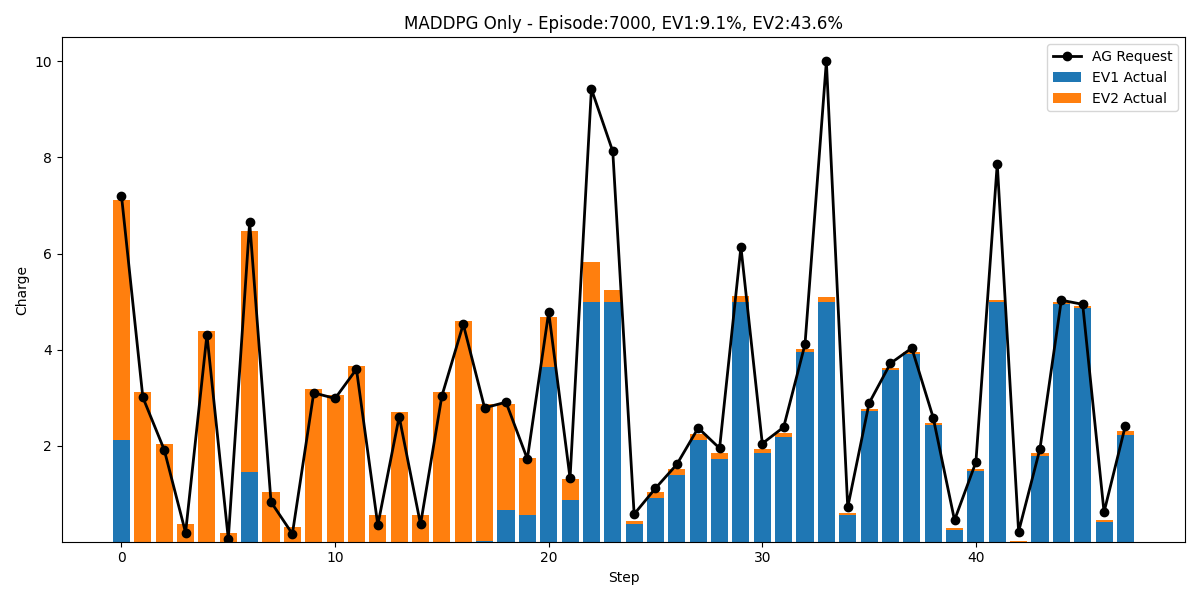 MADDPG Only - Episode:7000, EV1:9.1%, EV2:43.6%
AG Request
EV1 Actual
EV2 Actual
10
8
6
4
2
Charge
0 10 20 30 40
Step